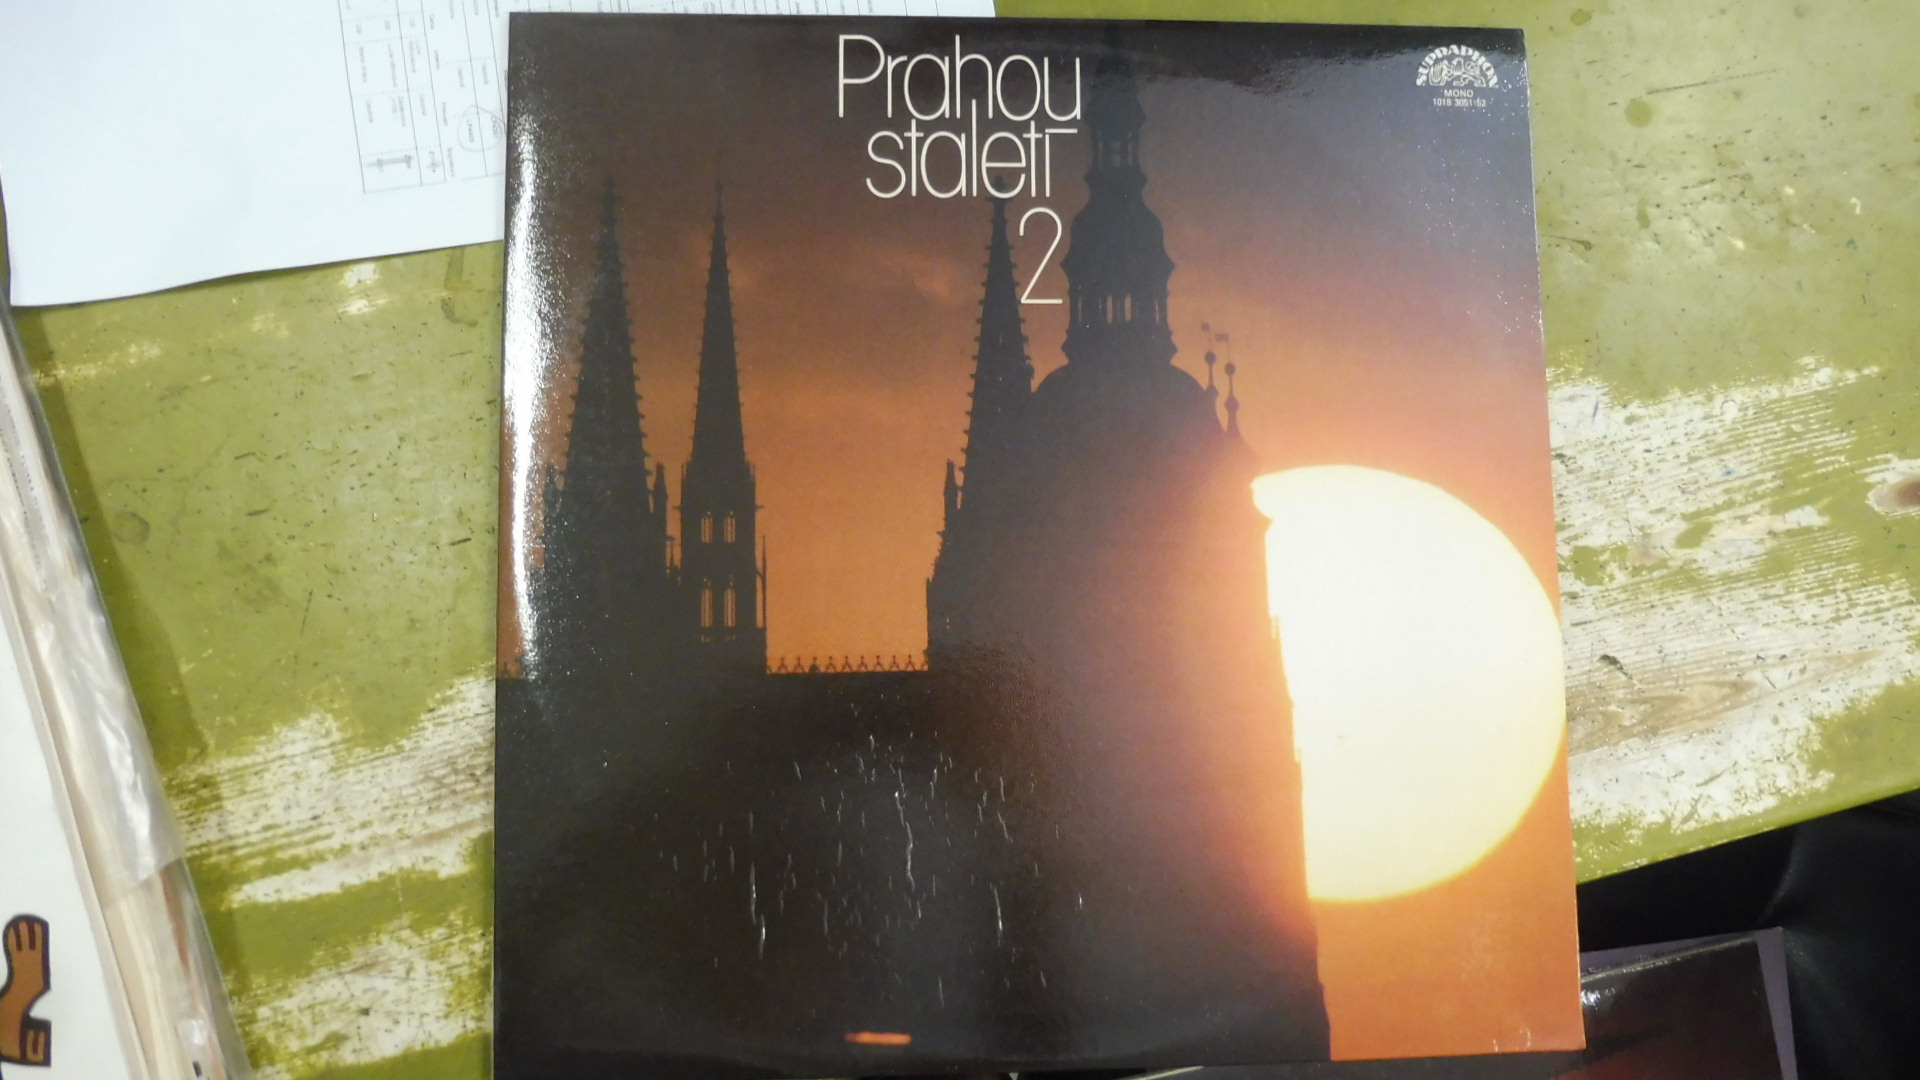 Prahou
staletí
2
SUPRAPHON
MONO
1018 3051-52